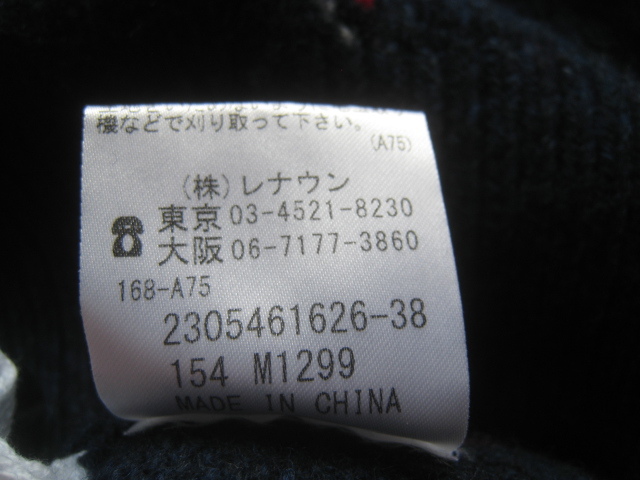 機などで刈り取って下さい。
(A75)
(株)レナウン
東京 03-4521-8230
大阪 06-7177-3860
168-A75
2305461626-38
154 M1299
MADE IN CHINA